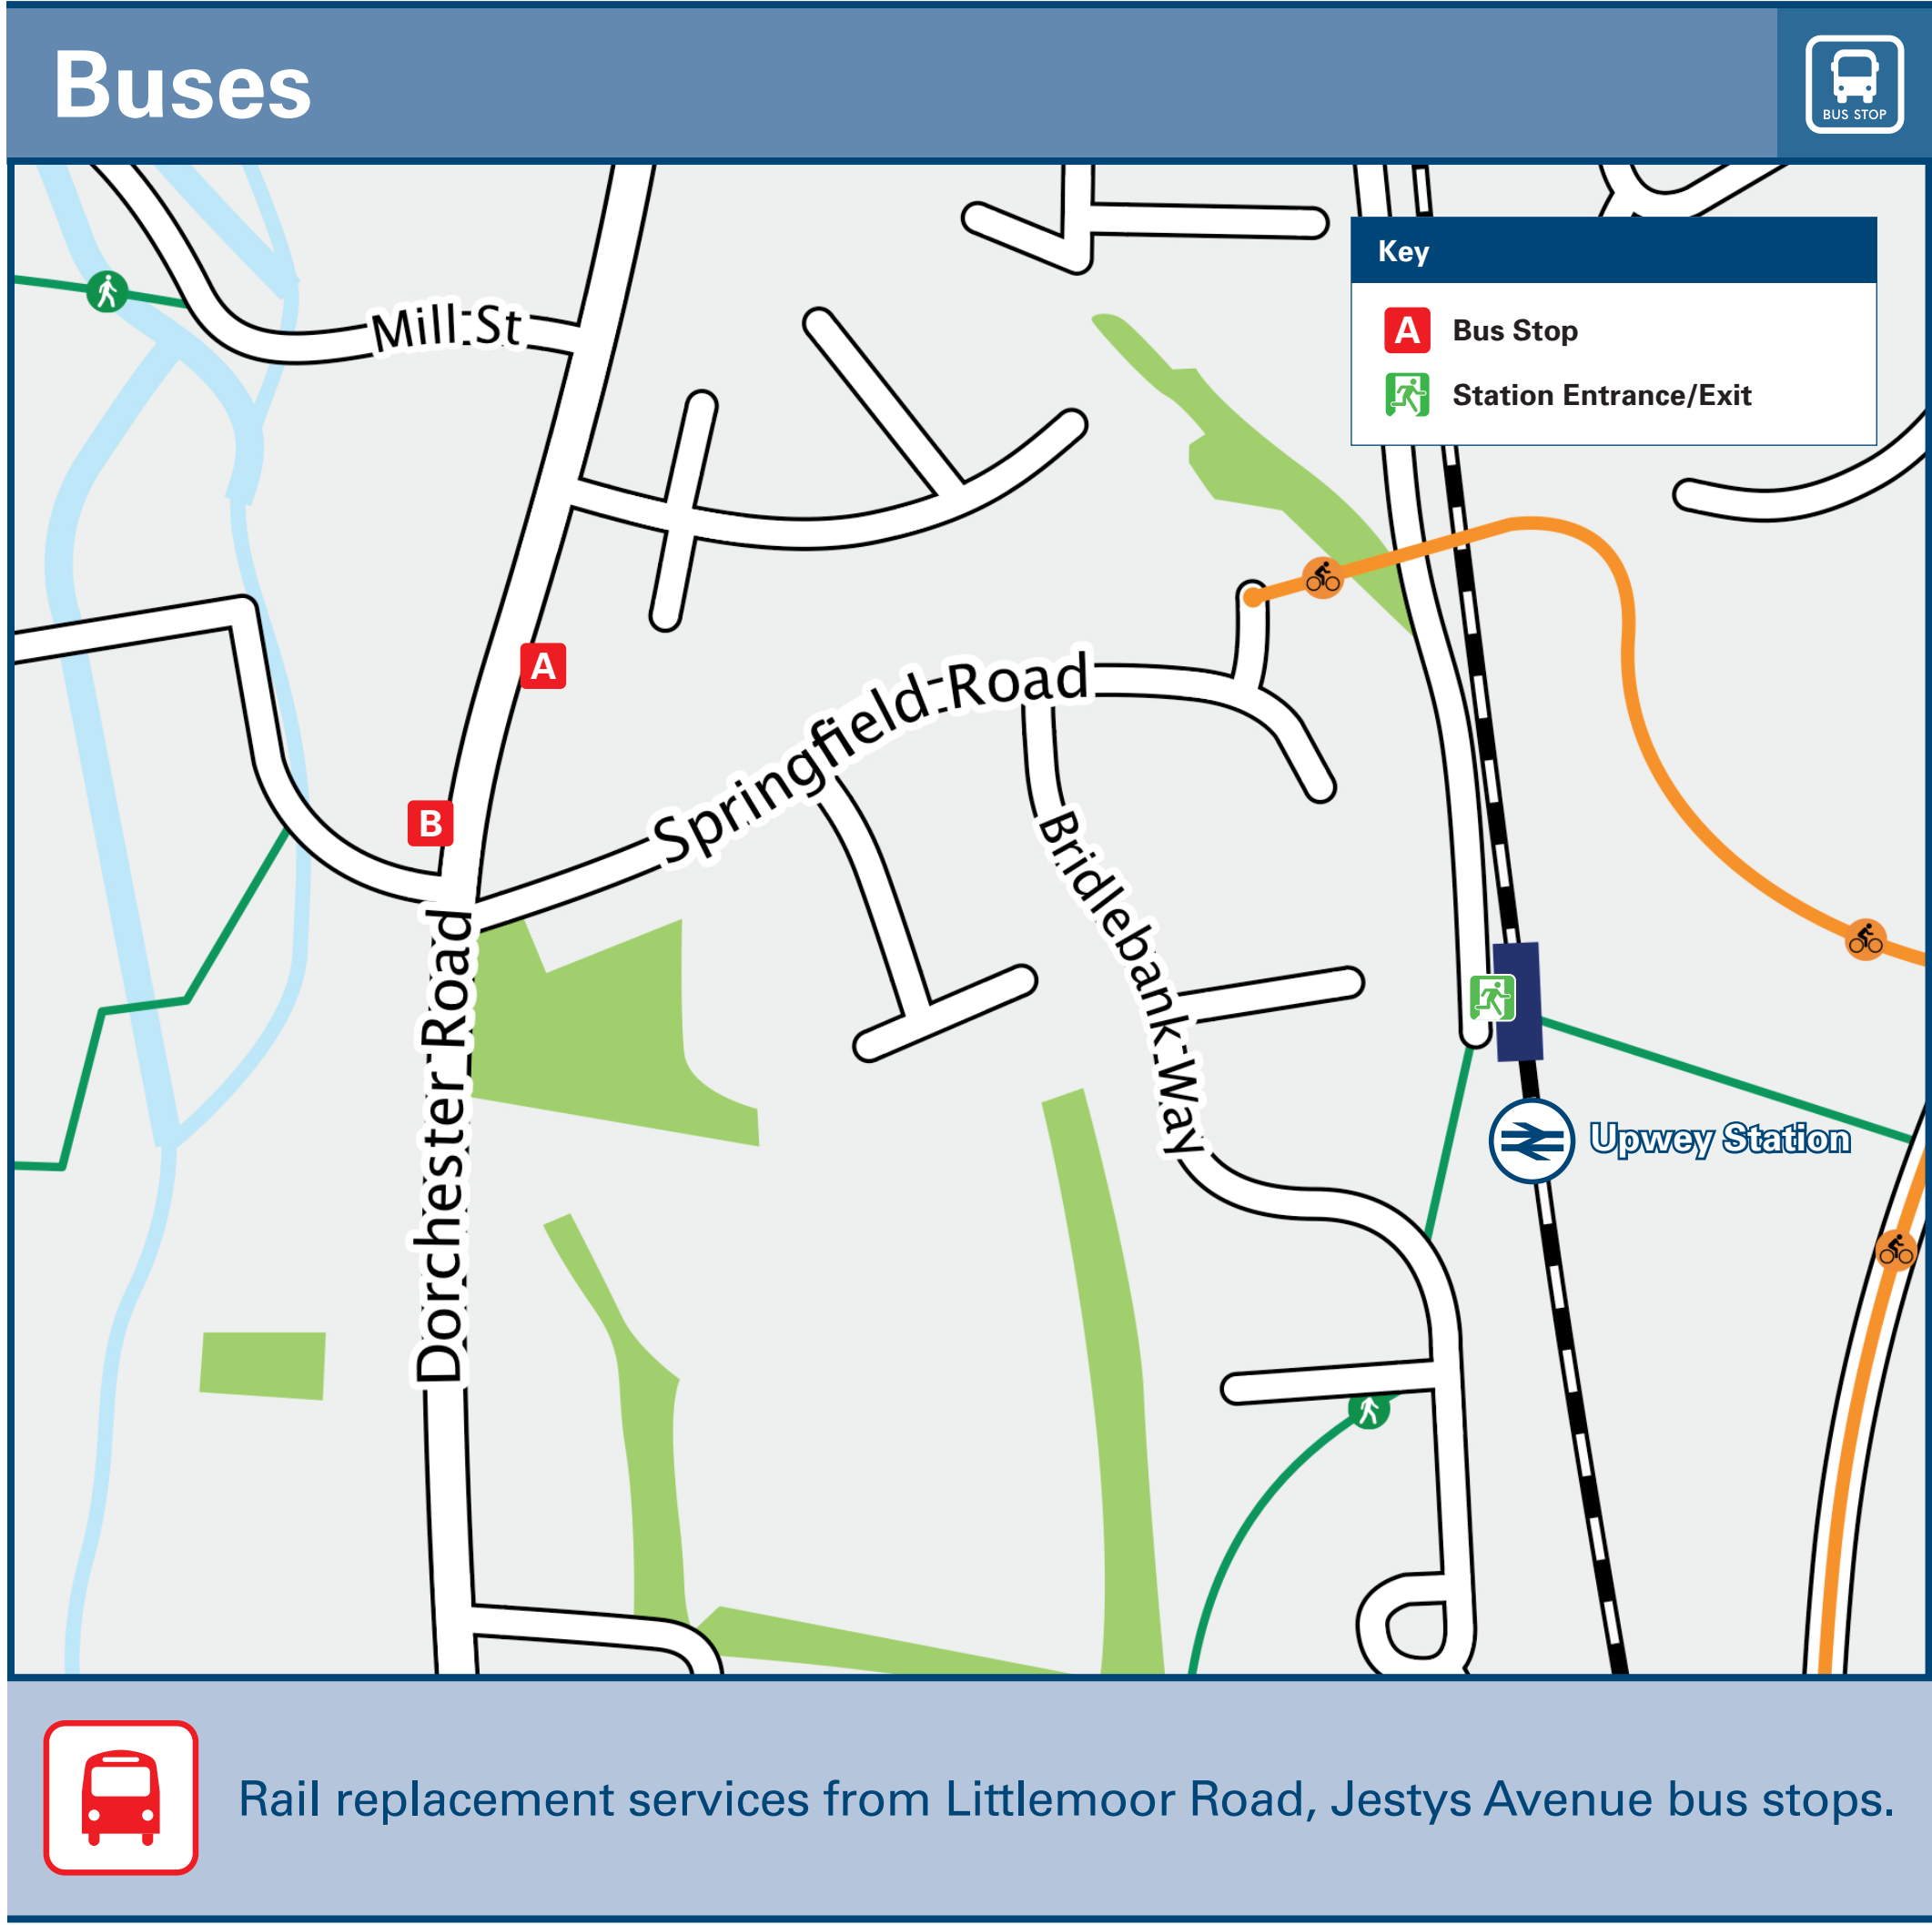 Buses
BUS STOP
Key
A Bus Stop
Station Entrance/Exit
Mill St
A
B
Springfield Road
Bridlebank Way
Dorchester Road
Upwey Station
Rail replacement services from Littlemoor Road, Jestys Avenue bus stops.